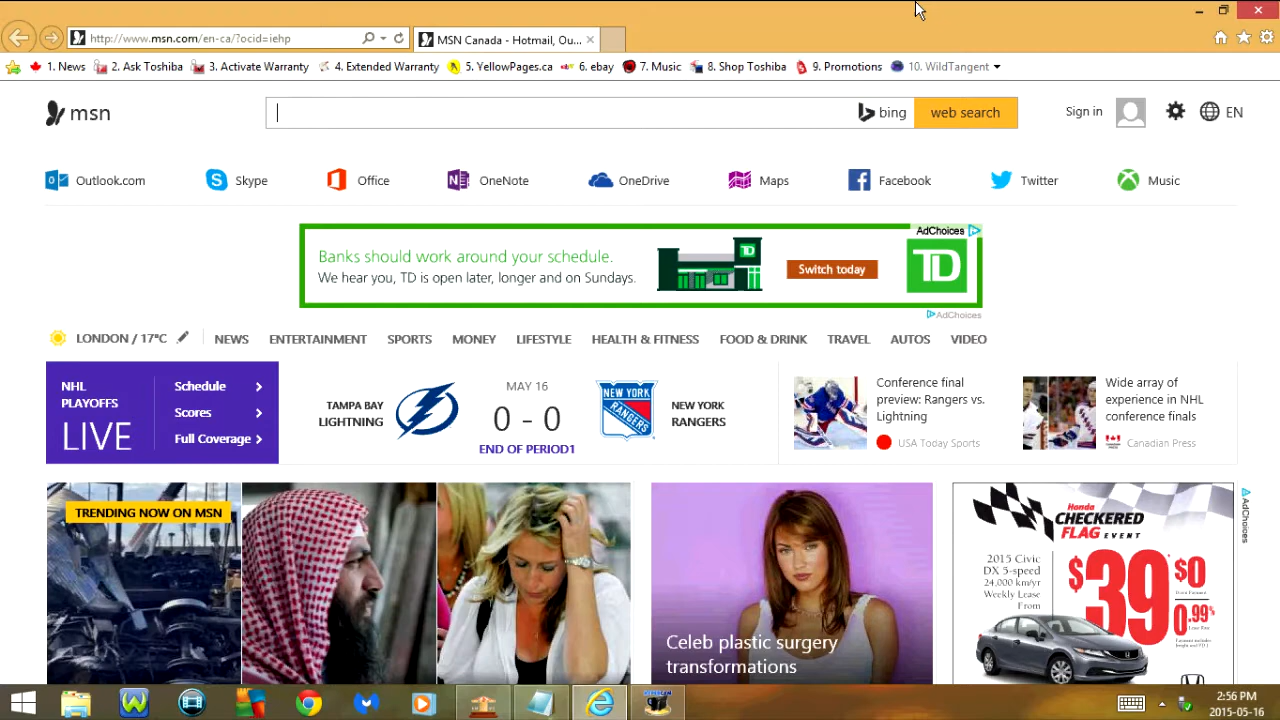 http://www.msn.com/en-ca/?ocid=iehp
MSN Canada - Hotmail, Ou...
1. News
2. Ask Toshiba
3. Activate Warranty
4. Extended Warranty
5. YellowPages.ca
6. ebay
7. Music
8. Shop Toshiba
9. Promotions
10. WildTangent
msn
bing
web search
Sign in
EN
Outlook.com
Skype
Office
OneNote
OneDrive
Maps
Facebook
Twitter
Music
AdChoices
Banks should work around your schedule.
We hear you, TD is open later, longer and on Sundays.
TD
Switch today
TD
AdChoices
LONDON / 17°C
NEWS
ENTERTAINMENT
SPORTS
MONEY
LIFESTYLE
HEALTH & FITNESS
FOOD & DRINK
TRAVEL
AUTOS
VIDEO
NHL
PLAYOFFS
LIVE
Schedule
Scores
Full Coverage
TAMPA BAY
LIGHTNING
MAY 16
0 - 0
END OF PERIOD1
NEW YORK
RANGERS
NEW YORK
RANGERS
Conference final
preview: Rangers vs.
Lightning
USA Today Sports
Wide array of
experience in NHL
conference finals
Canadian Press
TRENDING NOW ON MSN
Celeb plastic surgery
transformations
AdChoices
Honda
CHECKERED
FLAG EVENT
2015 Civic
DX 5-speed
24,000 km/yr
Weekly Lease
From
$39
$0
0.99%
2:56 PM
2015-05-16